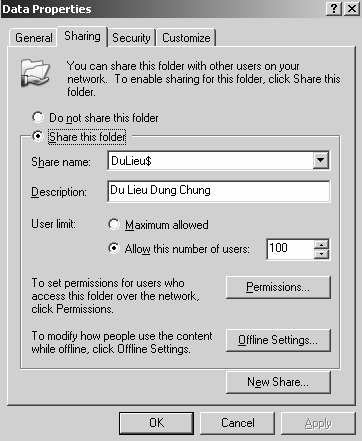 Data Properties
General
Sharing
Security
Customize
You can share this folder with other users on your
network. To enable sharing for this folder, click Share this
folder.
Do not share this folder
Share this folder
Share name:
DuLieu$
Description:
Du Lieu Dung Chung
User limit:
Maximum allowed
Allow this number of users:
100
To set permissions for users who
access this folder over the network,
click Permissions.
Permissions...
To modify how people use the content
while offline, click Offline Settings.
Offline Settings...
New Share...
OK
Cancel
Apply